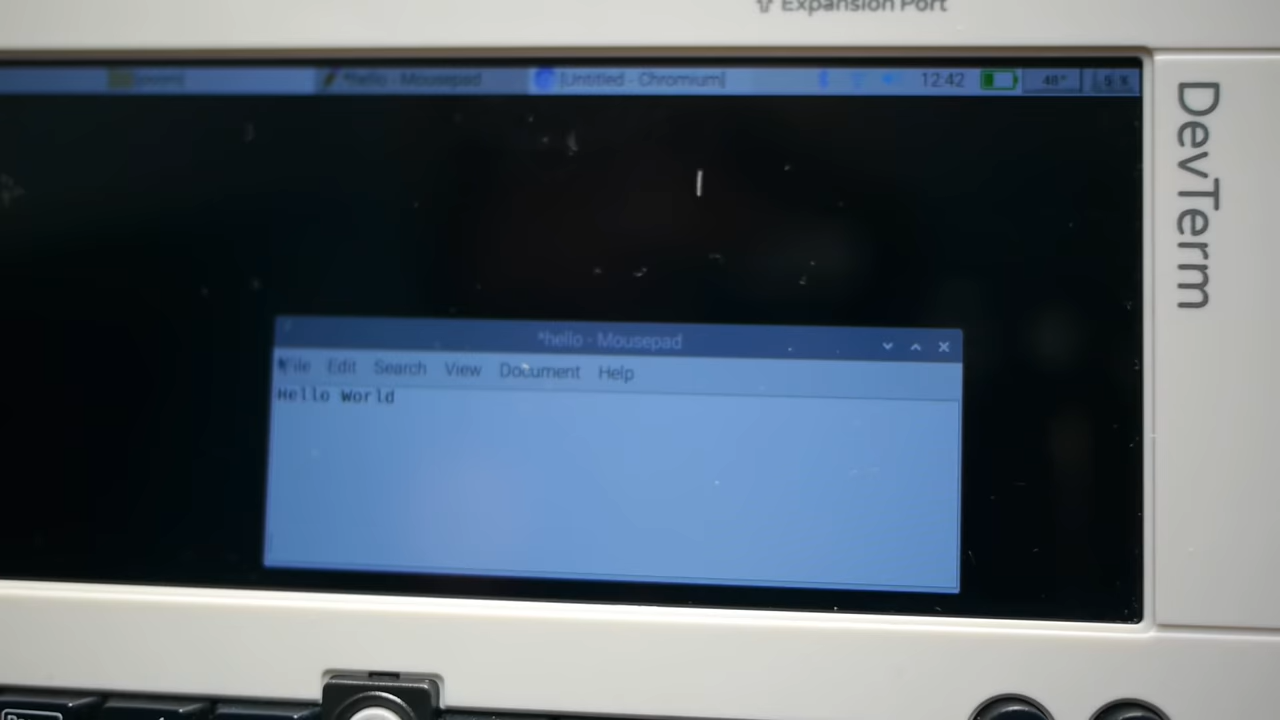 Expansion Port
*hello - Mousepad
[Untitled - Chromium]
12:42
48°
DevTerm
*hello - Mousepad
File Edit Search View Document Help
Hello World